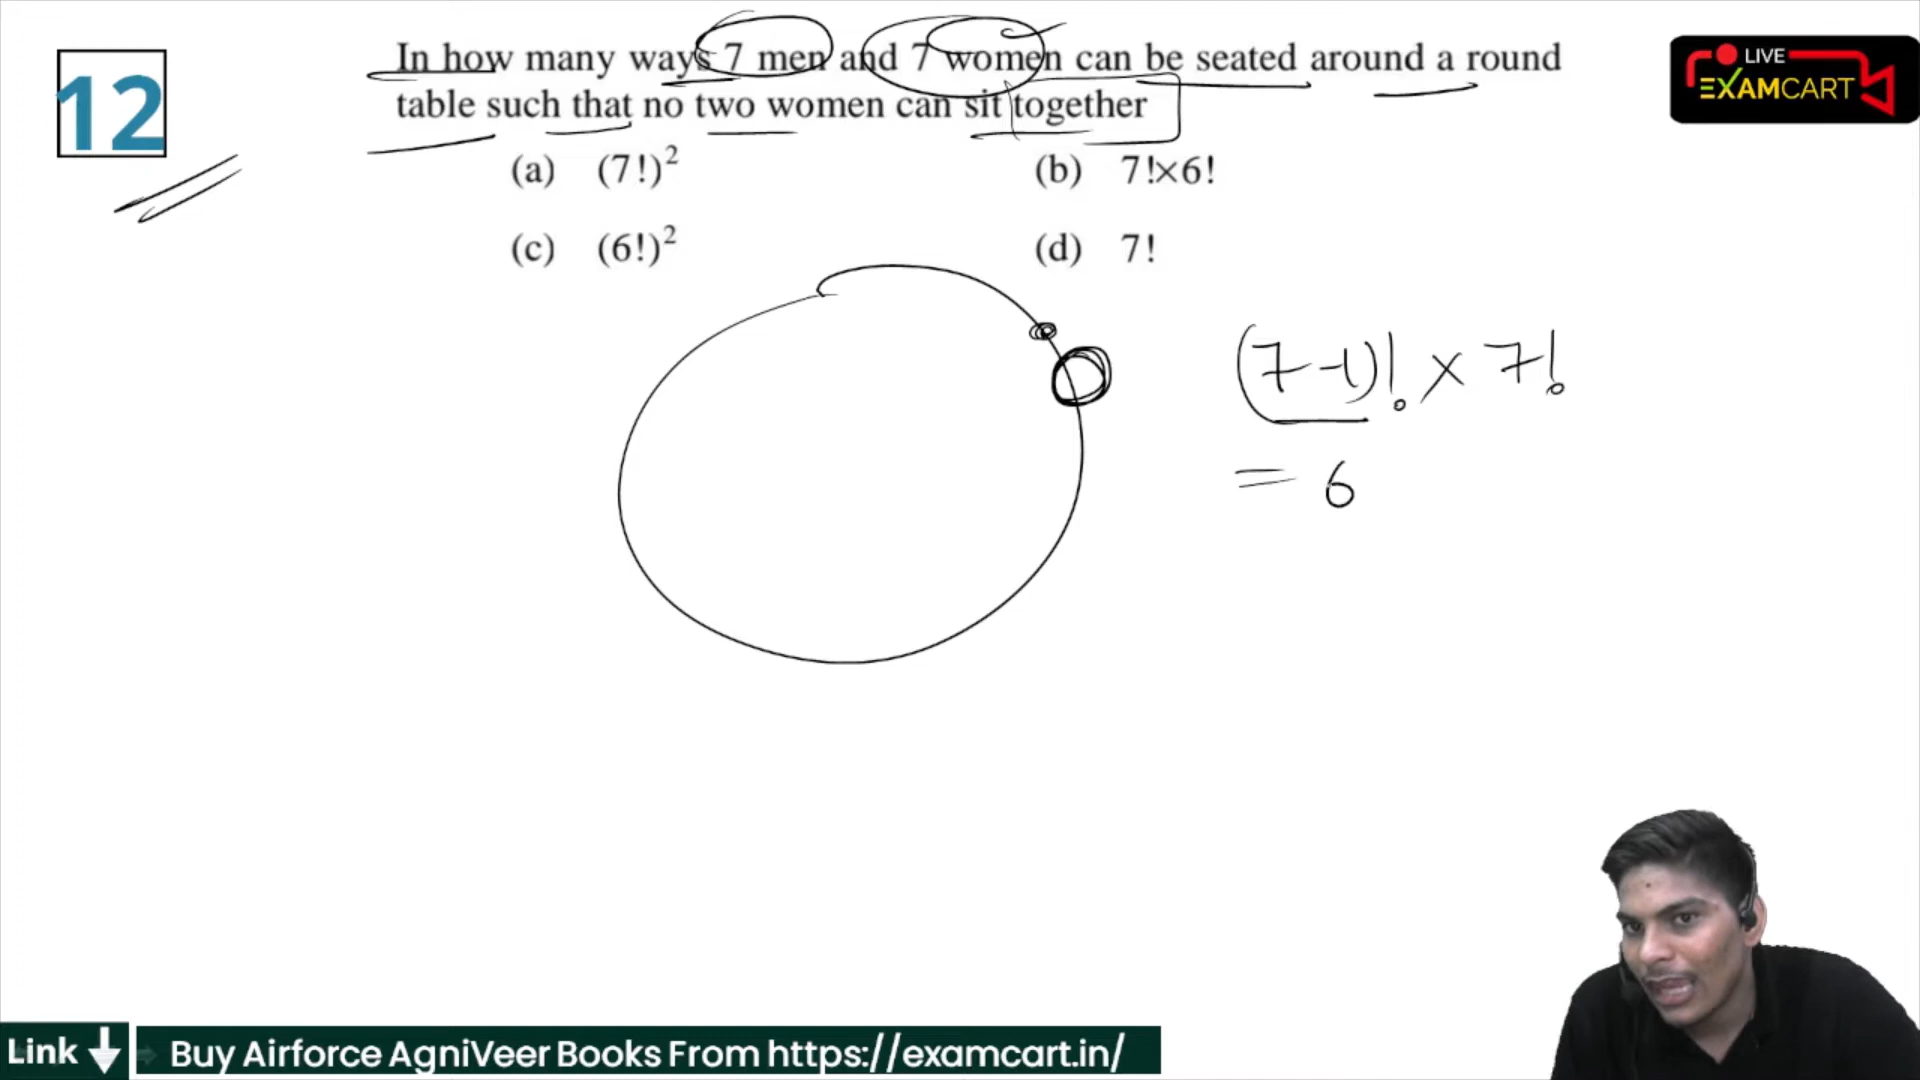 12
In how many ways 7 men and 7 women can be seated around a round
table such that no two women can sit together
(a) (7!)²
(b) 7!×6!
(c) (6!)²
(d) 7!
(7-1)! × 7!
= 6
LIVE
EXAMCART
Link
Buy Airforce AgniVeer Books From https://examcart.in/